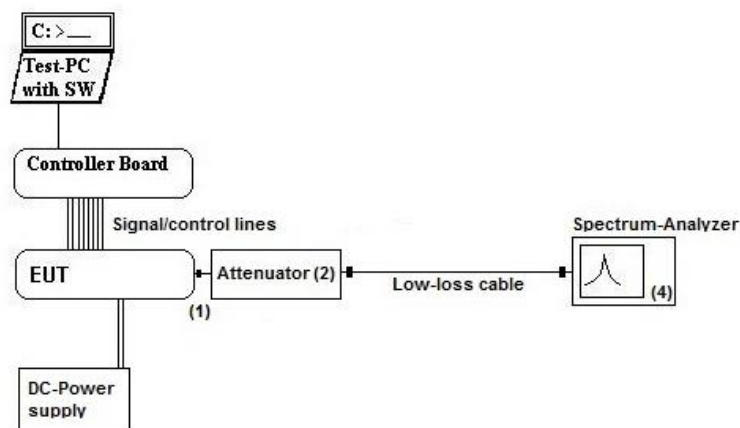 C: >__
Test-PC
with SW
Controller Board
Signal/control lines
Spectrum-Analyzer
EUT
Attenuator (2)
Low-loss cable
(4)
(1)
DC-Power
supply